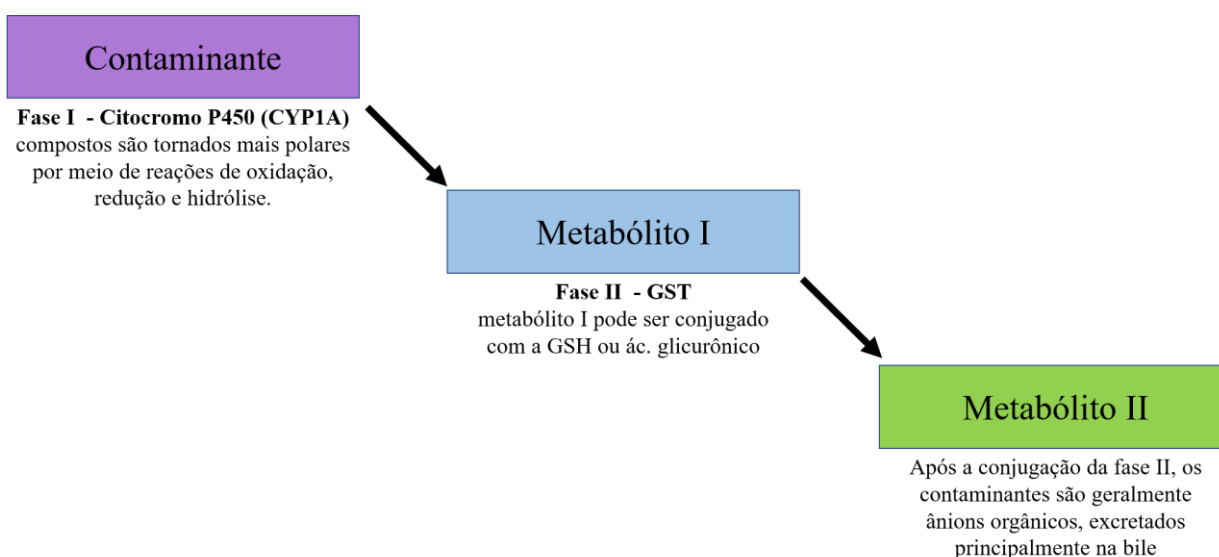 Contaminante
Fase I  - Citocromo P450 (CYP1A)
compostos são tornados mais polares
por meio de reações de oxidação,
redução e hidrólise.
Metabólito I
Fase II  - GST
metabólito I pode ser conjugado
com a GSH ou ác. glicurônico
Metabólito II
Após a conjugação da fase II, os
contaminantes são geralmente
ânions orgânicos, excretados
principalmente na bile